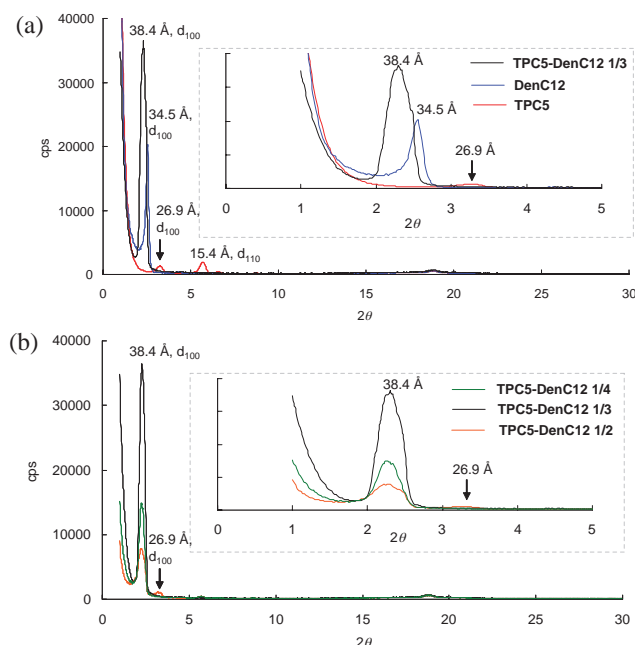 (a)
40000
30000
20000
10000
0
cps
38.4 Å, d100
34.5 Å,
d100
26.9 Å,
d100
15.4 Å, d110
0 5 10 15 20 25 30
2θ
38.4 Å
34.5 Å
26.9 Å
TPC5-DenC12 1/3
DenC12
TPC5
0 1 2 3 4 5
2θ
(b)
40000
30000
20000
10000
0
cps
38.4 Å, d100
26.9 Å,
d100
0 5 10 15 20 25 30
2θ
38.4 Å
26.9 Å
TPC5-DenC12 1/4
TPC5-DenC12 1/3
TPC5-DenC12 1/2
0 1 2 3 4 5
2θ